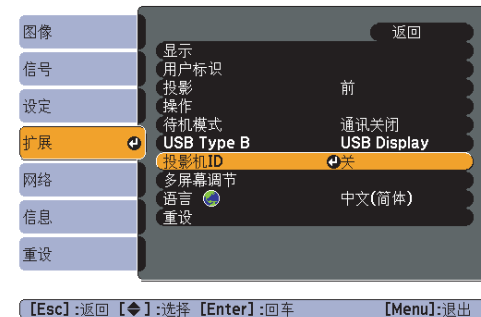 图像
信号
设定
扩展
网络
信息
重设
返回
显示
用户标识
投影 前
操作
待机模式 通讯关闭
USB Type B USB Display
投影机ID 关
多屏幕调节
语言 中文(简体)
重设
[Esc] :返回 [◆] :选择 [Enter] :回车 [Menu]:退出